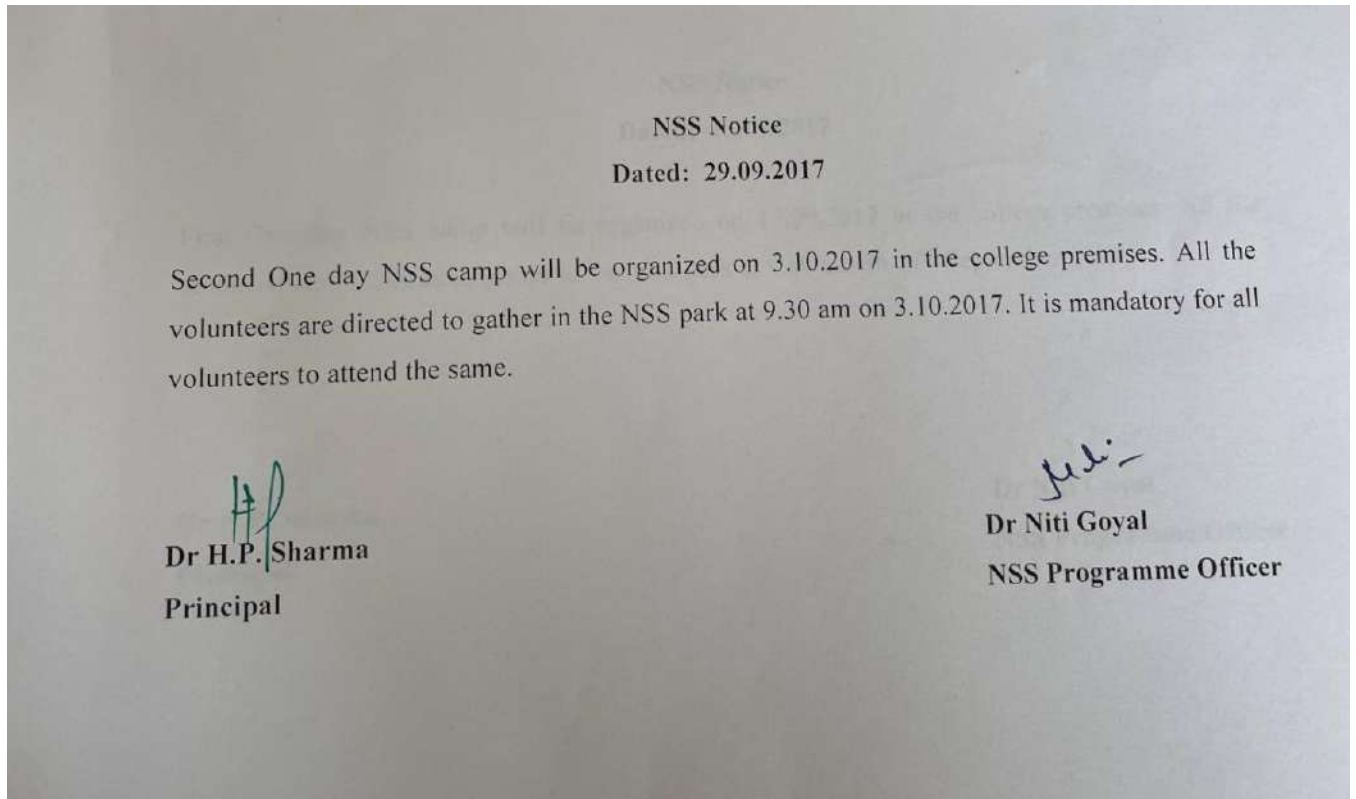 NSS Notice
Dated: 29.09.2017
Second One day NSS camp will be organized on 3.10.2017 in the college premises. All the
volunteers are directed to gather in the NSS park at 9.30 am on 3.10.2017. It is mandatory for all
volunteers to attend the same.
Dr H.P. Sharma
Principal
Dr Niti Goyal
NSS Programme Officer